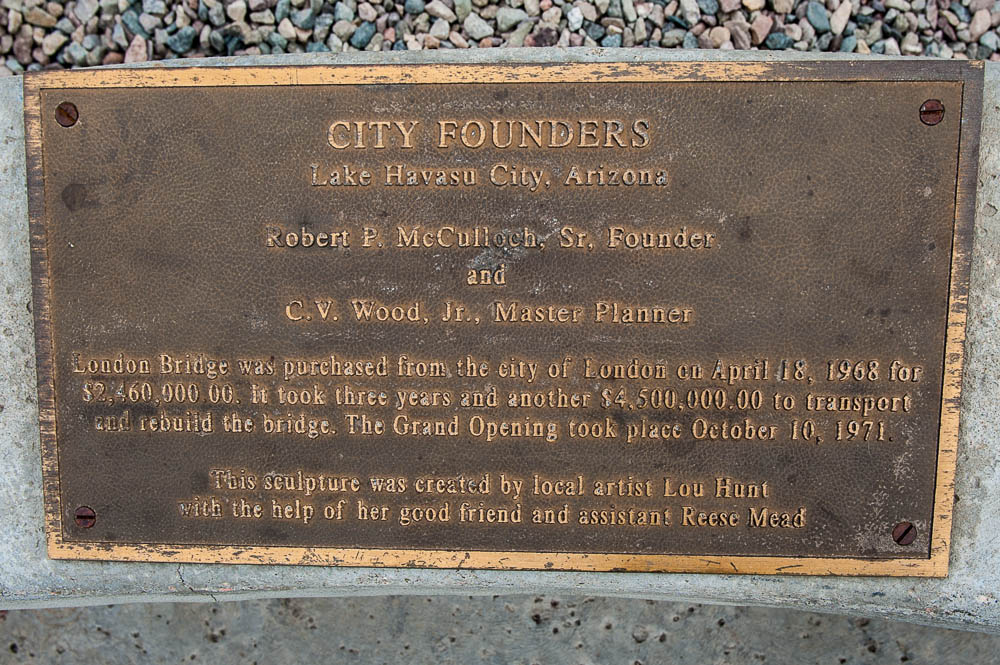 CITY FOUNDERS
Lake Havasu City, Arizona
Robert P. McCulloch, Sr, Founder
and
C.V. Wood, Jr., Master Planner
London Bridge was purchased from the city of London on April 18, 1968 for
$2,460,000.00. It took three years and another $4,500,000.00 to transport
and rebuild the bridge. The Grand Opening took place October 10, 1971.
This sculpture was created by local artist Lou Hunt
with the help of her good friend and assistant Reese Mead